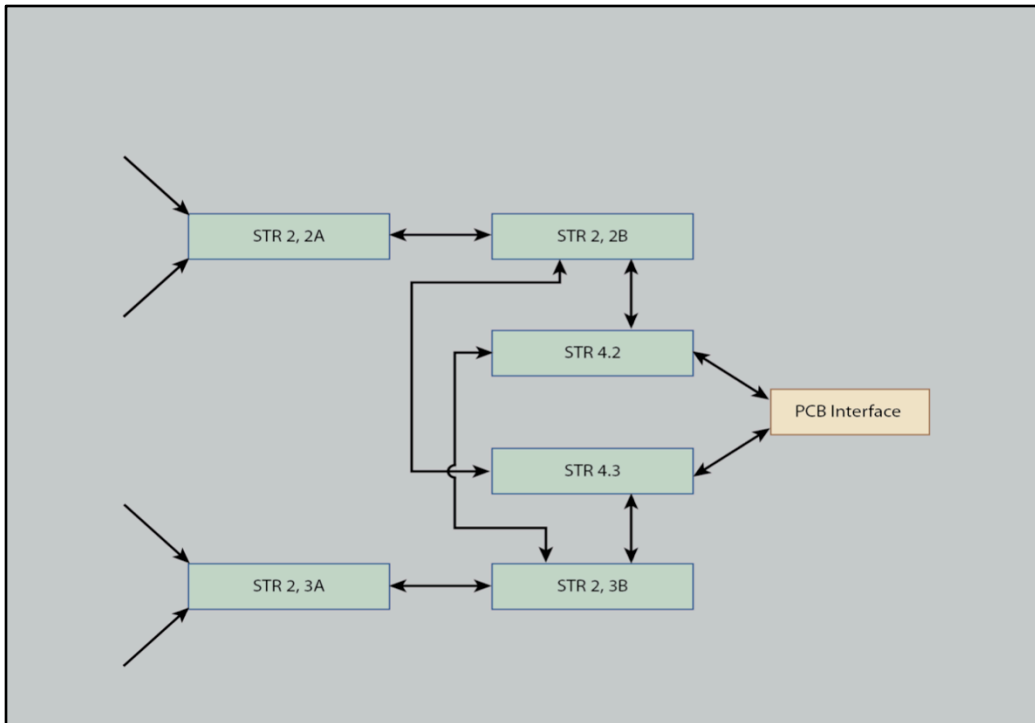 STR 2, 2A
STR 2, 2B
STR 4.2
PCB Interface
STR 4.3
STR 2, 3A
STR 2, 3B